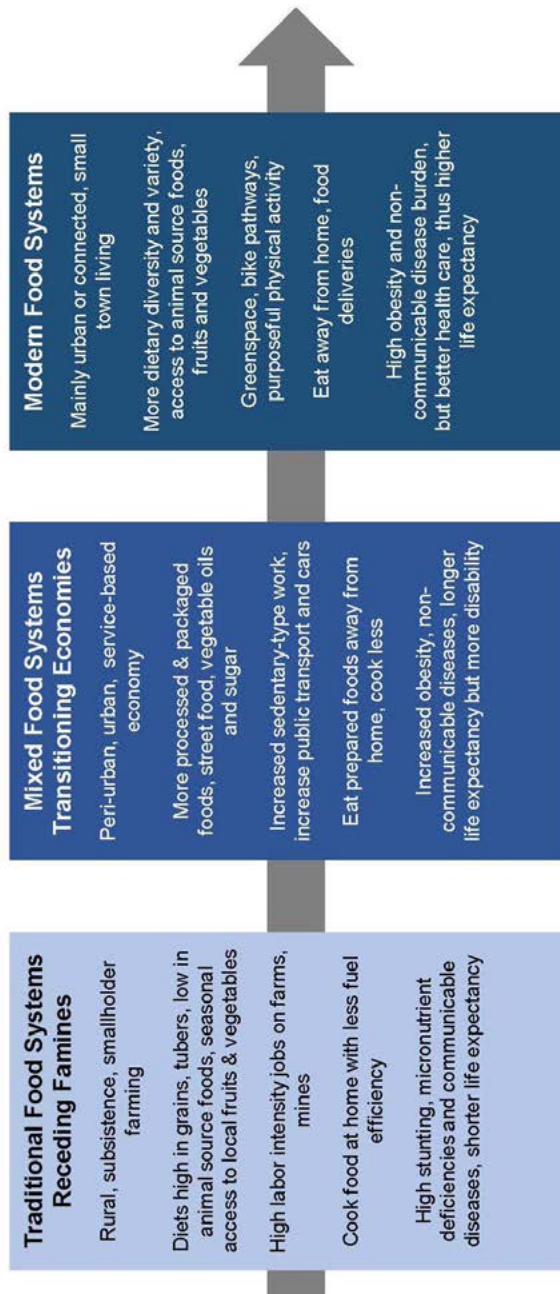 Traditional Food Systems
Receding Famines
Rural, subsistence, smallholder
farming
Diets high in grains, tubers, low in
animal source foods, seasonal
access to local fruits & vegetables
High labor intensity jobs on farms,
mines
Cook food at home with less fuel
efficiency
High stunting, micronutrient
deficiencies and communicable
diseases, shorter life expectancy
Mixed Food Systems
Transitioning Economies
Peri-urban, urban, service-based
economy
More processed & packaged
foods, street food, vegetable oils
and sugar
Increased sedentary-type work,
increase public transport and cars
Eat prepared foods away from
home, cook less
Increased obesity, non-
communicable diseases, longer
life expectancy but more disability
Modern Food Systems
Mainly urban or connected, small
town living
More dietary diversity and variety,
access to animal source foods,
fruits and vegetables
Greenspace, bike pathways,
purposeful physical activity
Eat away from home, food
deliveries
High obesity and non-
communicable disease burden,
but better health care, thus higher
life expectancy